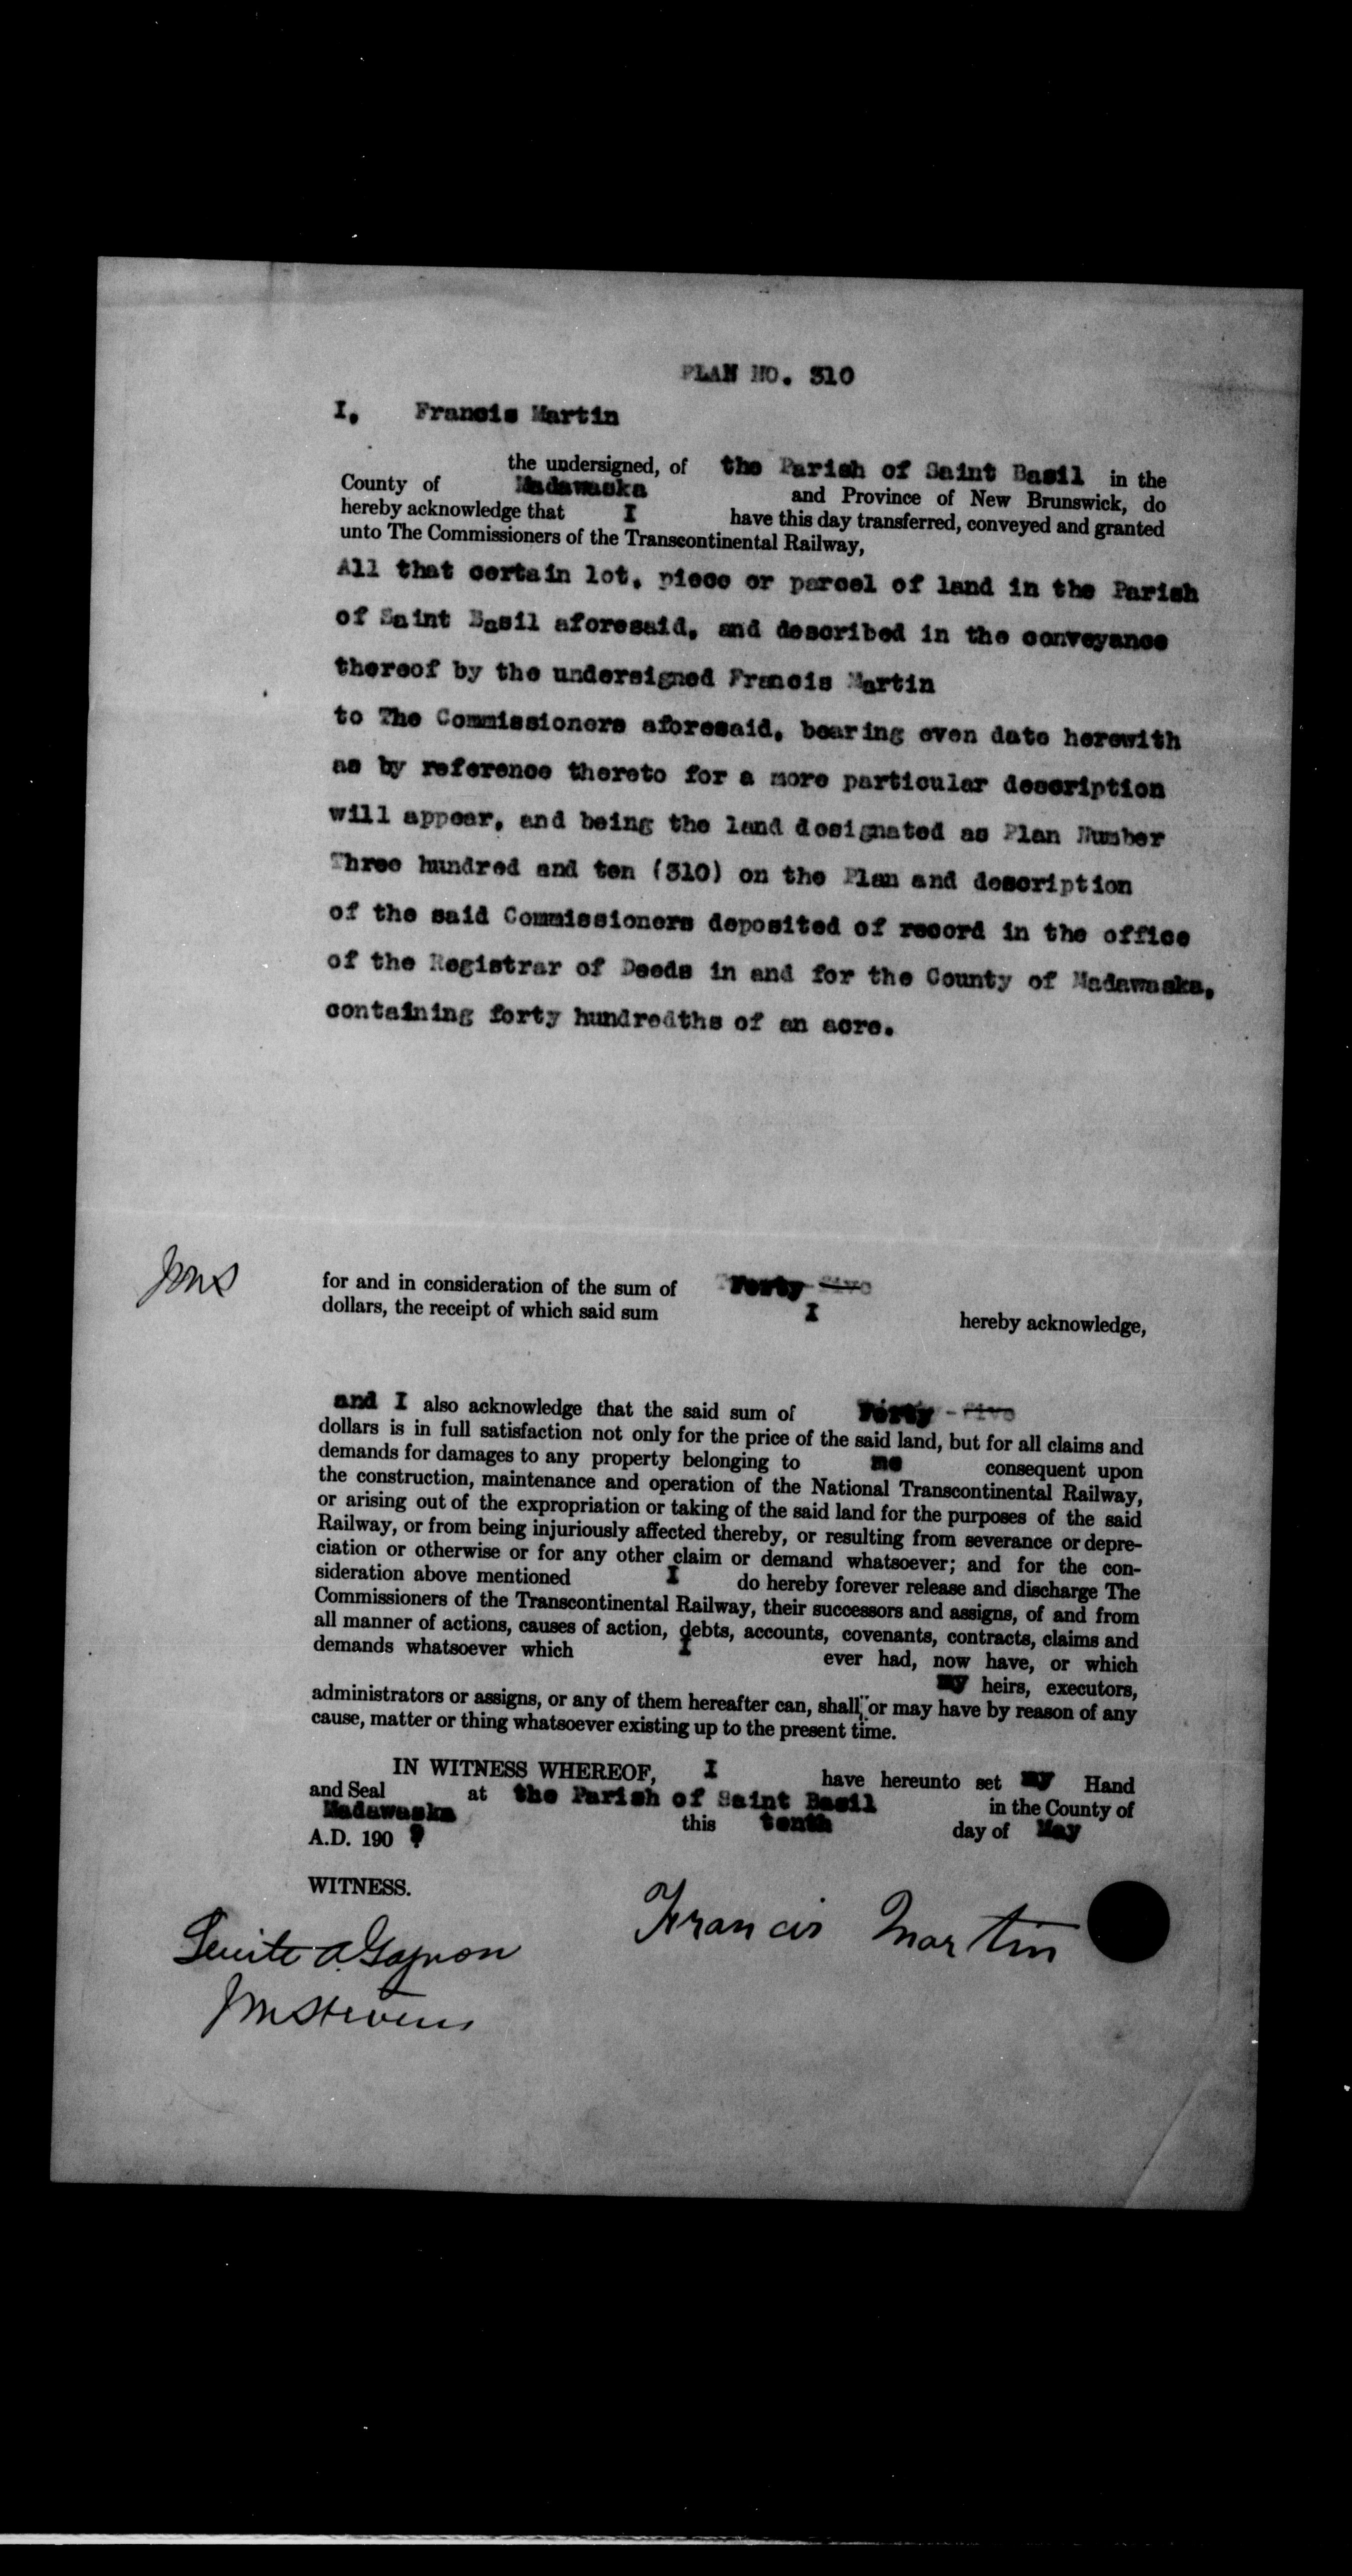 PLAN NO. 310
I, Francis Martin
the undersigned, of the Parish of Saint Basil in the
County of Madawaska and Province of New Brunswick, do
hereby acknowledge that I have this day transferred, conveyed and granted
unto The Commissioners of the Transcontinental Railway,
All that certain lot, piece or parcel of land in the Parish
of Saint Basil aforesaid, and described in the conveyance
thereof by the undersigned Francis Martin
to The Commissioners aforesaid, bearing even date herewith
as by reference thereto for a more particular description
will appear, and being the land designated as Plan Number
Three hundred and ten (310) on the Plan and description
of the said Commissioners deposited of record in the office
of the Registrar of Deeds in and for the County of Madawaska,
containing forty hundredths of an acre.
JMS
for and in consideration of the sum of Forty five
dollars, the receipt of which said sum I hereby acknowledge,
and I also acknowledge that the said sum of Forty - five
dollars is in full satisfaction not only for the price of the said land, but for all claims and
demands for damages to any property belonging to me consequent upon
the construction, maintenance and operation of the National Transcontinental Railway,
or arising out of the expropriation or taking of the said land for the purposes of the said
Railway, or from being injuriously affected thereby, or resulting from severance or depre-
ciation or otherwise or for any other claim or demand whatsoever; and for the con-
sideration above mentioned I do hereby forever release and discharge The
Commissioners of the Transcontinental Railway, their successors and assigns, of and from
all manner of actions, causes of action, debts, accounts, covenants, contracts, claims and
demands whatsoever which I ever had, now have, or which
my heirs, executors,
administrators or assigns, or any of them hereafter can, shall, or may have by reason of any
cause, matter or thing whatsoever existing up to the present time.
IN WITNESS WHEREOF, I have hereunto set my Hand
and Seal at the Parish of Saint Basil in the County of
Madawaska this tenth day of May
A.D. 190
WITNESS.
Francis Martin
Levite A. Gagnon
JM Stevens